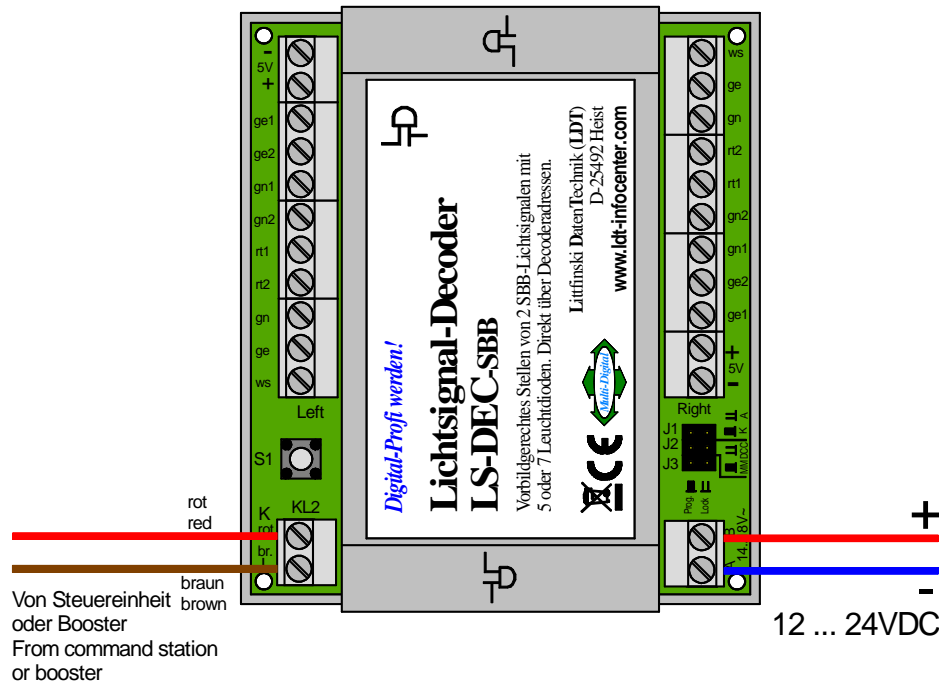 -
5V
+
ge1
ge2
gn1
gn2
rt1
rt2
gn
ge
ws
Left
S1
K
KL2
rot
br.
rot
red
braun
brown
Von Steuereinheit
oder Booster
From command station
or booster
Digital-Profi werden!
Lichtsignal-Decoder
LS-DEC-SBB
Vorbildgerechtes Stellen von 2 SBB-Lichtsignalen mit
5 oder 7 Leuchtdioden. Direkt über Decoderadressen.
Littfinski DatenTechnik (LDT)
D-25492 Heist
www.ldt-infocenter.com
Multi-Digital
CE
ws
ge
gn
rt2
rt1
gn2
gn1
ge2
ge1
+
5V
-
Right
J1
J2
J3
K A
MM DCC
Prog.
Lock
B
A
+
-
12 ... 24VDC